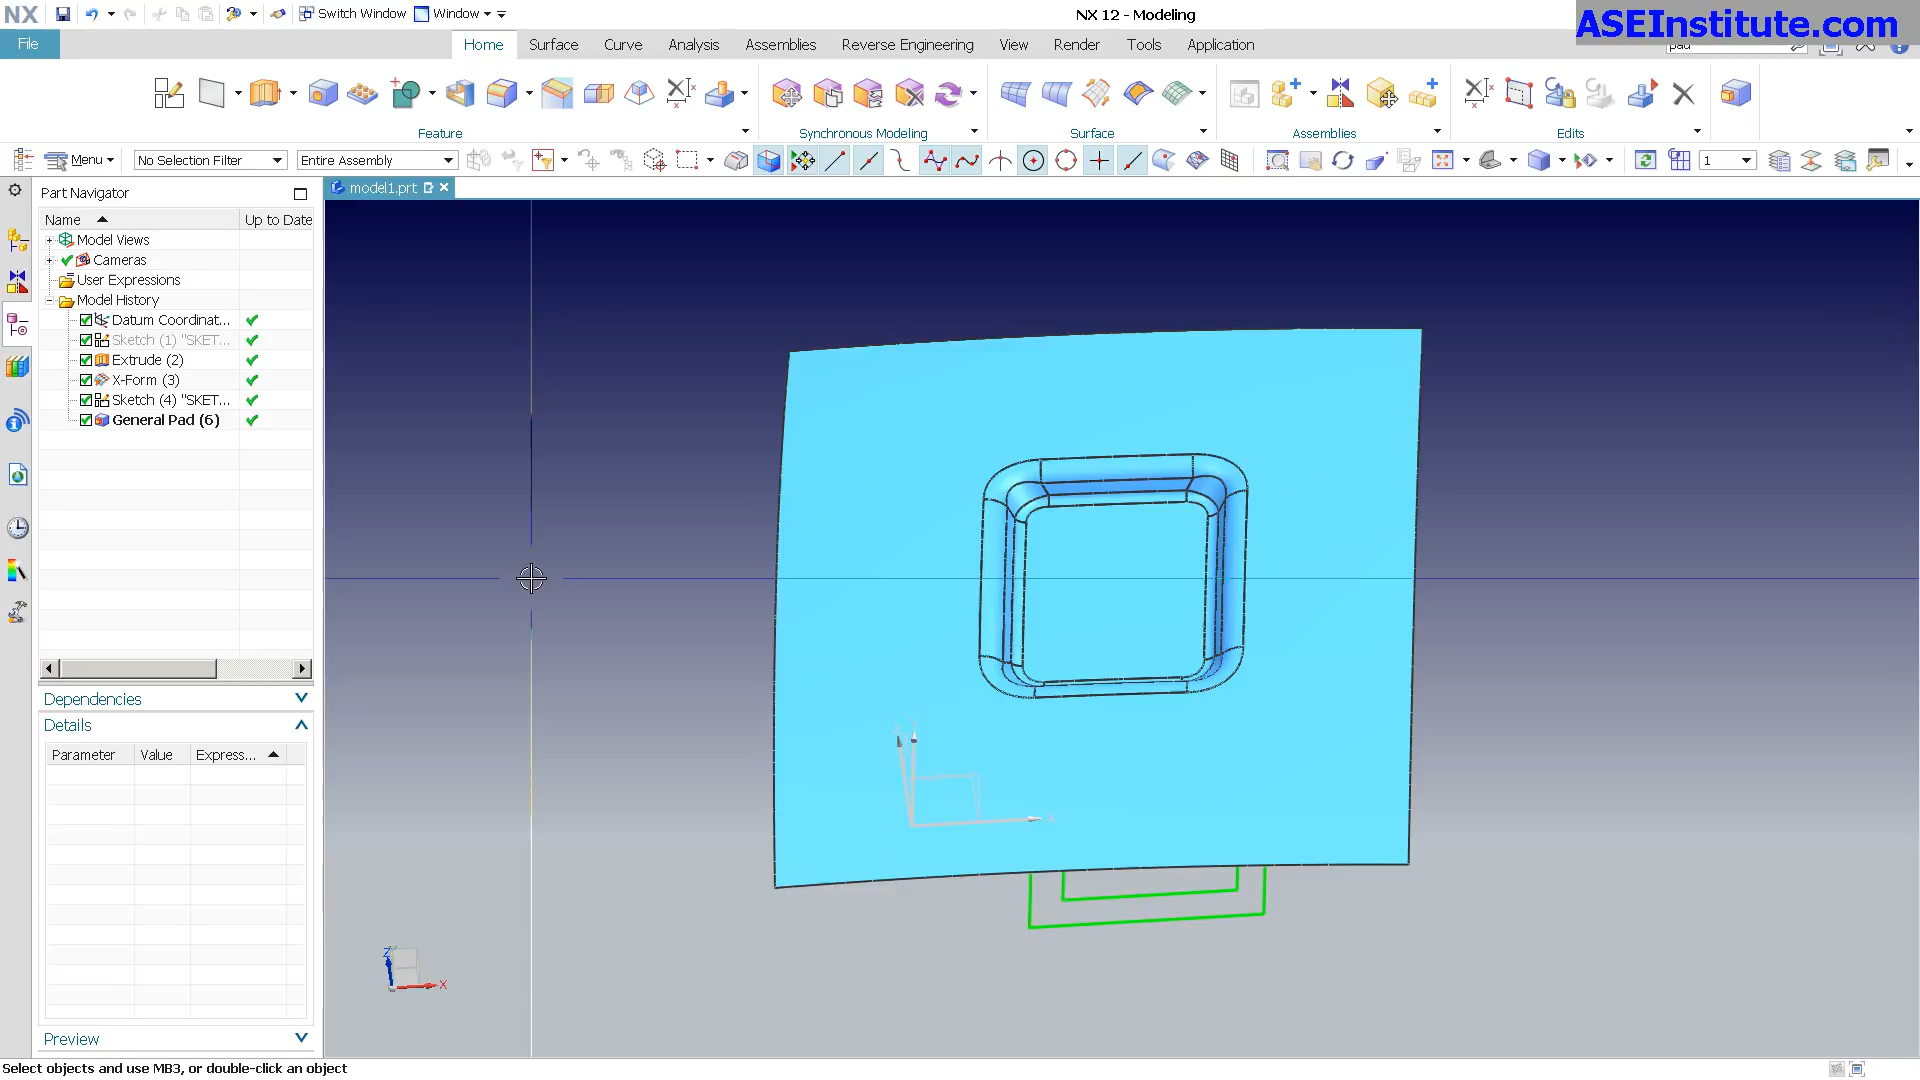 NX
Switch Window
Window
NX 12 - Modeling
ASEInstitute.com
File
Home
Surface
Curve
Analysis
Assemblies
Reverse Engineering
View
Render
Tools
Application
pad
Feature
Synchronous Modeling
Surface
Assemblies
Edits
Menu
No Selection Filter
Entire Assembly
1
Part Navigator
model1.prt
Name
Up to Date
Model Views
Cameras
User Expressions
Model History
Datum Coordinat...
Sketch (1) "SKET...
Extrude (2)
X-Form (3)
Sketch (4) "SKET...
General Pad (6)
Dependencies
Details
Parameter
Value
Express...
Preview
X
Z
X
Select objects and use MB3, or double-click an object